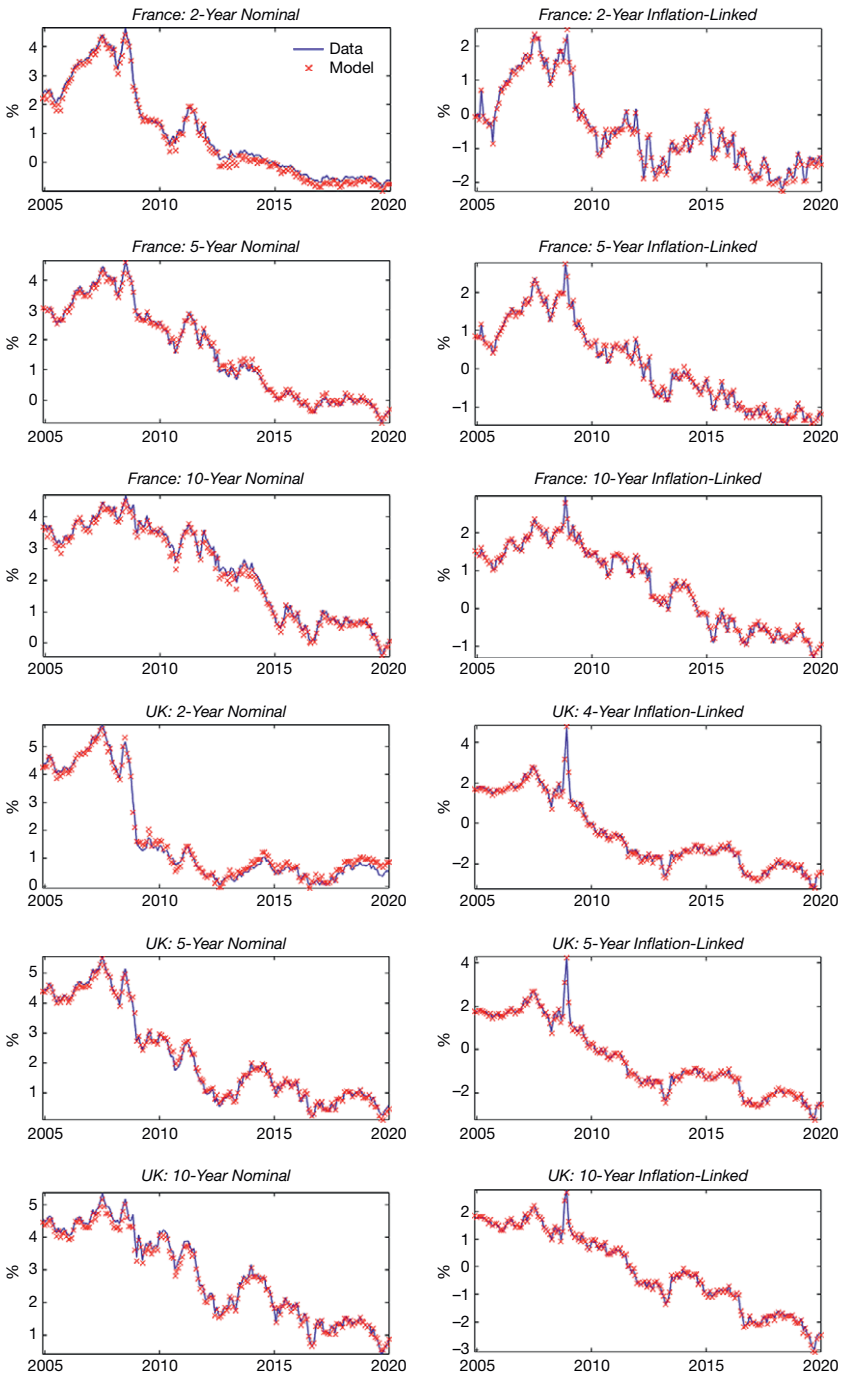 France: 2-Year Nominal
4
3
2
1
0
%
Data
Model
2005 2010 2015 2020
France: 2-Year Inflation-Linked
2
1
0
−1
−2
%
2005 2010 2015 2020
France: 5-Year Nominal
4
3
2
1
0
%
2005 2010 2015 2020
France: 5-Year Inflation-Linked
2
1
0
−1
%
2005 2010 2015 2020
France: 10-Year Nominal
4
3
2
1
0
%
2005 2010 2015 2020
France: 10-Year Inflation-Linked
2
1
0
−1
%
2005 2010 2015 2020
UK: 2-Year Nominal
5
4
3
2
1
0
%
2005 2010 2015 2020
UK: 4-Year Inflation-Linked
4
2
0
−2
%
2005 2010 2015 2020
UK: 5-Year Nominal
5
4
3
2
1
%
2005 2010 2015 2020
UK: 5-Year Inflation-Linked
4
2
0
−2
%
2005 2010 2015 2020
UK: 10-Year Nominal
5
4
3
2
1
%
2005 2010 2015 2020
UK: 10-Year Inflation-Linked
2
1
0
−1
−2
−3
%
2005 2010 2015 2020